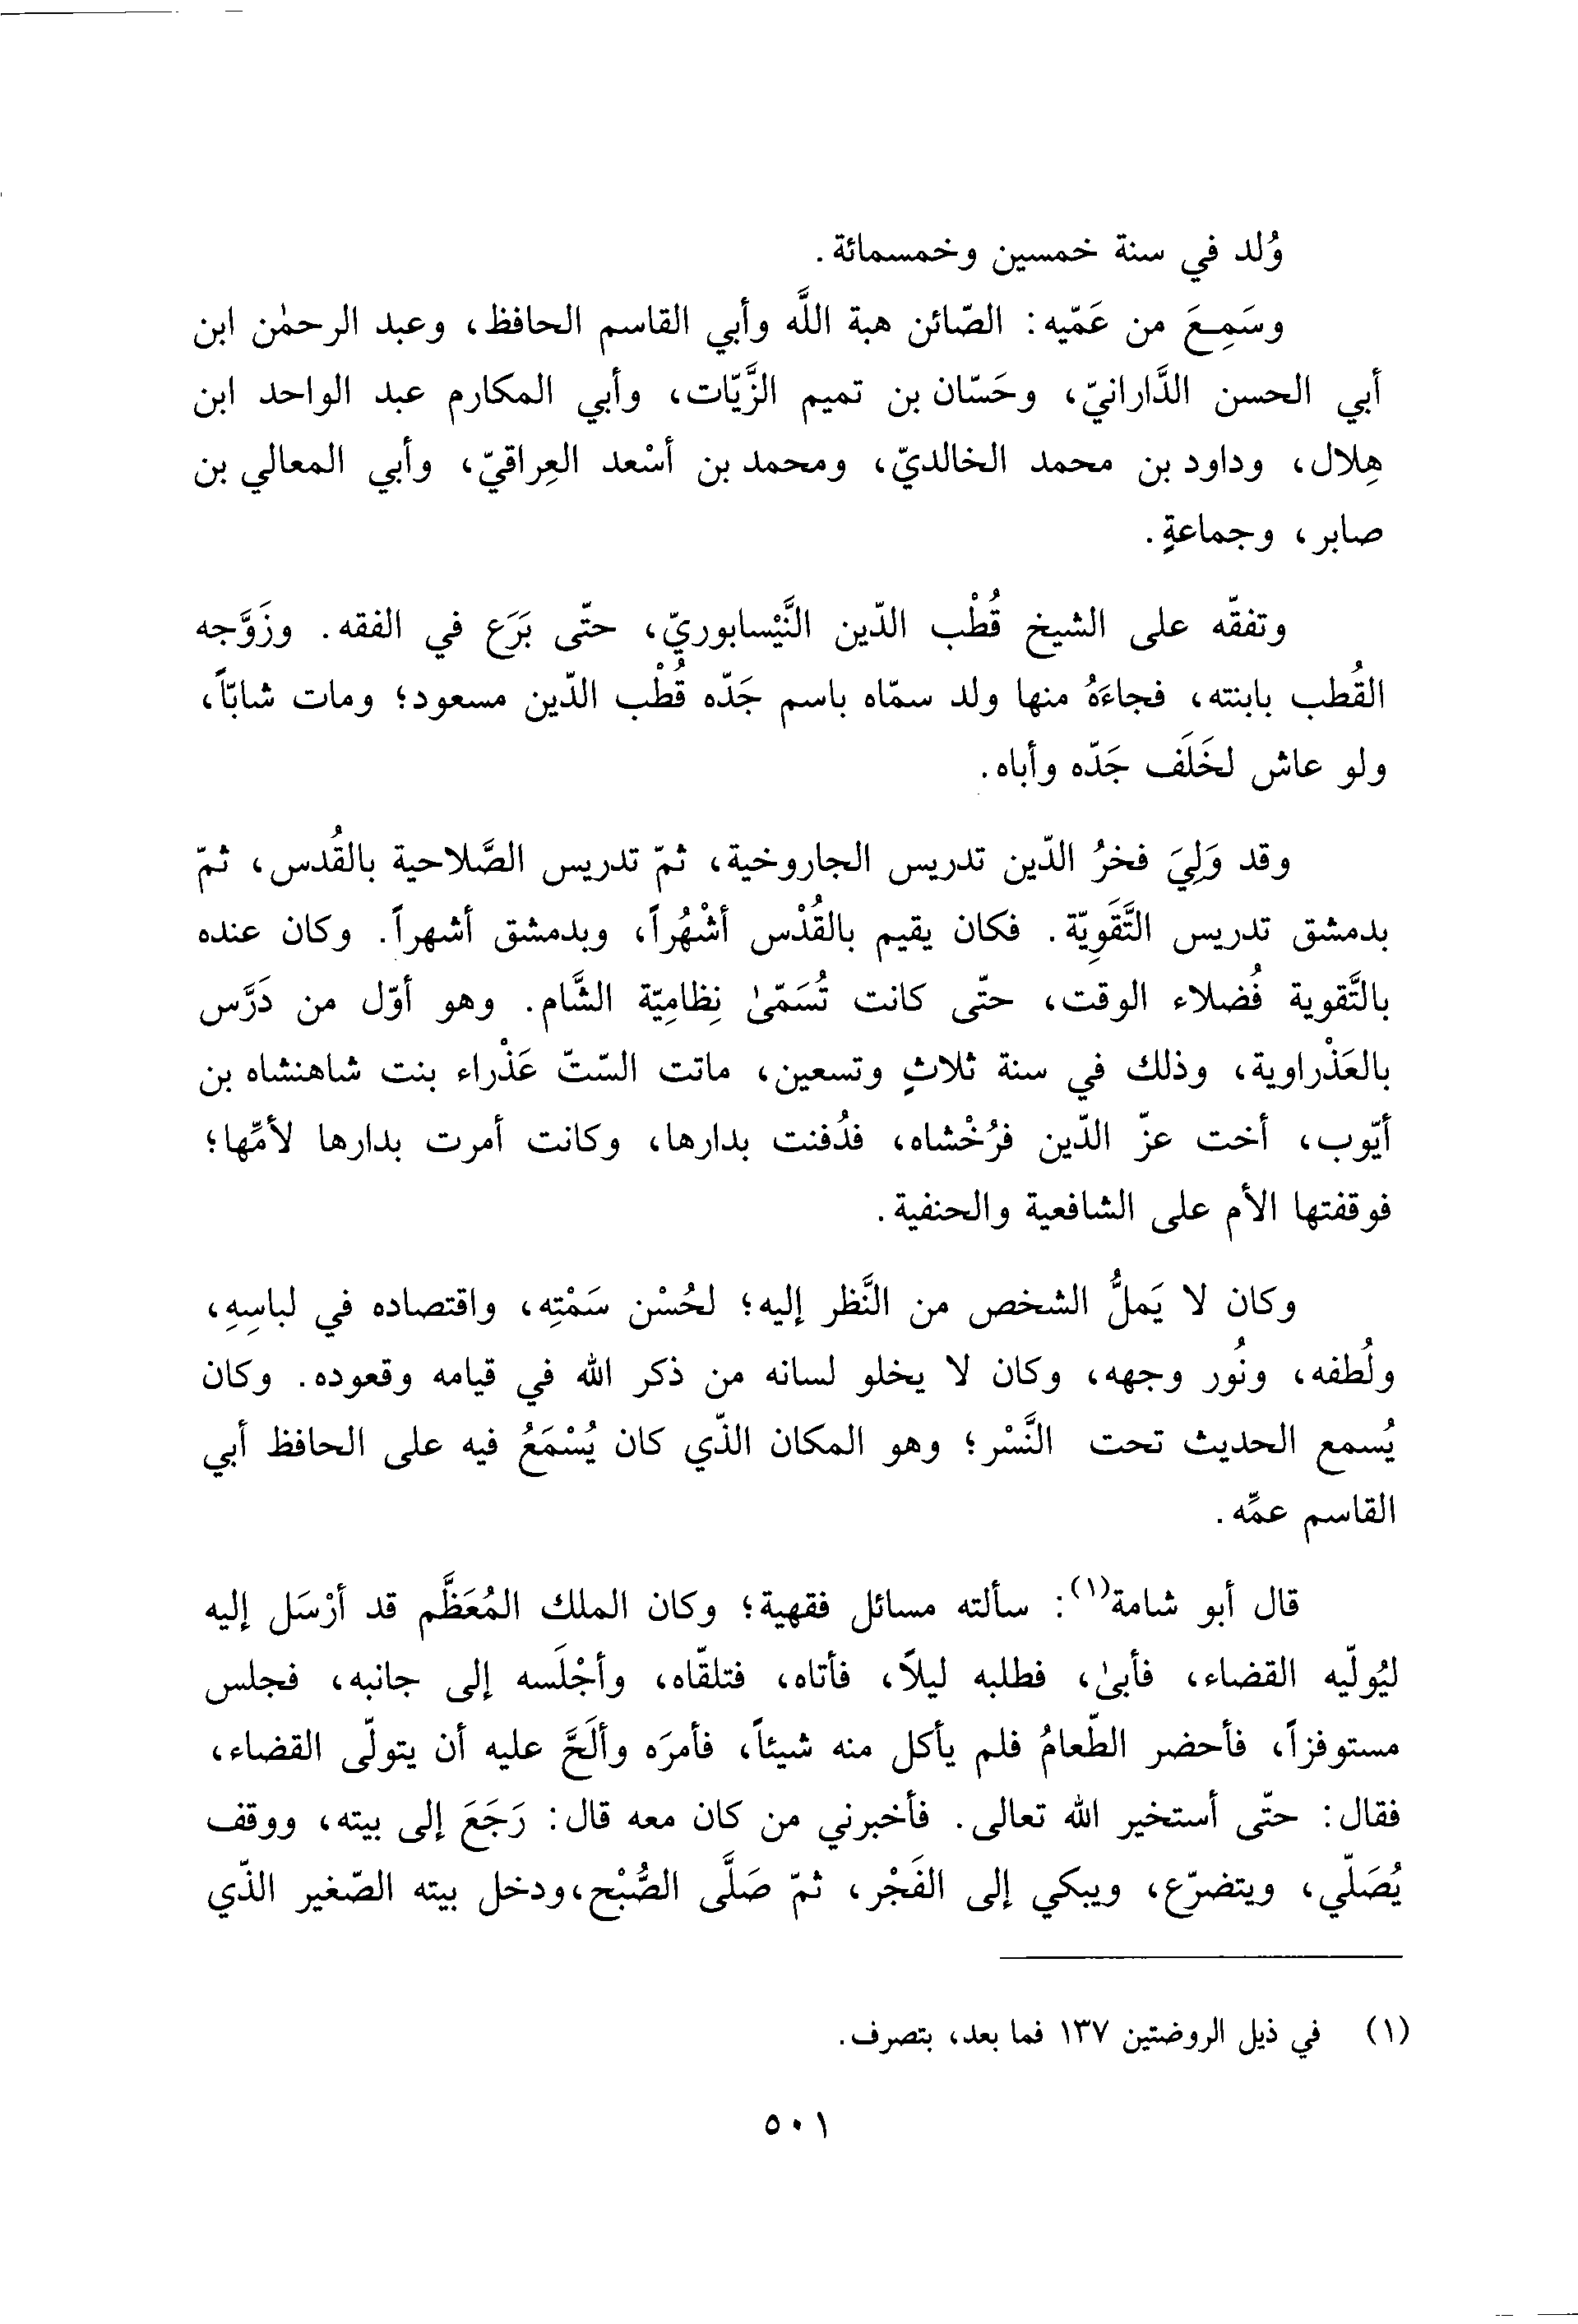 وُلد في سنة خمسين وخمسمائة.
وسَمِعَ من عَمّيه: الصّائن هبة اللَّه وأبي القاسم الحافظ، وعبد الرحمٰن ابن
أبي الحسن الدَّارانيّ، وحَسّان بن تميم الزَّيّات، وأبي المكارم عبد الواحد ابن
هِلال، وداود بن محمد الخالديّ، ومحمد بن أسْعد العِراقيّ، وأبي المعالي بن
صابر، وجماعةٍ.
وتفقّه على الشيخ قُطْب الدّين النَّيْسابوريّ، حتّى بَرَع في الفقه. وزَوَّجه
القُطب بابنته، فجاءَهُ منها ولد سمّاه باسم جَدّه قُطْب الدّين مسعود؛ ومات شابّاً،
ولو عاش لخَلَف جَدّه وأباه.
وقد وَلِيَ فخرُ الدّين تدريس الجاروخية، ثمّ تدريس الصَّلاحية بالقُدس، ثمّ
بدمشق تدريس التَّقَوِيّة. فكان يقيم بالقُدْس أشْهُراً، وبدمشق أشهراً. وكان عنده
بالتَّقوية فُضلاء الوقت، حتّى كانت تُسَمّىٰ نِظامِيّة الشَّام. وهو أوّل من دَرَّس
بالعَذْراوية، وذلك في سنة ثلاثٍ وتسعين، ماتت السّتّ عَذْراء بنت شاهنشاه بن
أيّوب، أخت عزّ الدّين فرُخْشاه، فدُفنت بدارها، وكانت أمرت بدارها لأمِّها؛
فوقفتها الأم على الشافعية والحنفية.
وكان لا يَملُّ الشخص من النَّظر إليه؛ لحُسْن سَمْتِه، واقتصاده في لباسِهِ،
ولُطفه، ونُور وجهه، وكان لا يخلو لسانه من ذكر الله في قيامه وقعوده. وكان
يُسمع الحديث تحت النَّسْر؛ وهو المكان الذّي كان يُسْمَعُ فيه على الحافظ أبي
القاسم عمِّه.
قال أبو شامة(١): سألته مسائل فقهية؛ وكان الملك المُعَظَّم قد أرْسَل إليه
ليُولّيه القضاء، فأبىٰ، فطلبه ليلاً، فأتاه، فتلقّاه، وأجْلَسه إلى جانبه، فجلس
مستوفزاً، فأحضر الطّعامُ فلم يأكل منه شيئاً، فأمرَه وألَحَّ عليه أن يتولّى القضاء،
فقال: حتّى أستخير الله تعالى. فأخبرني من كان معه قال: رَجَعَ إلى بيته، ووقف
يُصَلّي، ويتضرّع، ويبكي إلى الفَجْر، ثمّ صَلَّى الصُّبْح، ودخل بيته الصّغير الذّي
(١) في ذيل الروضتين ١٣٧ فما بعد، بتصرف.
٥٠١